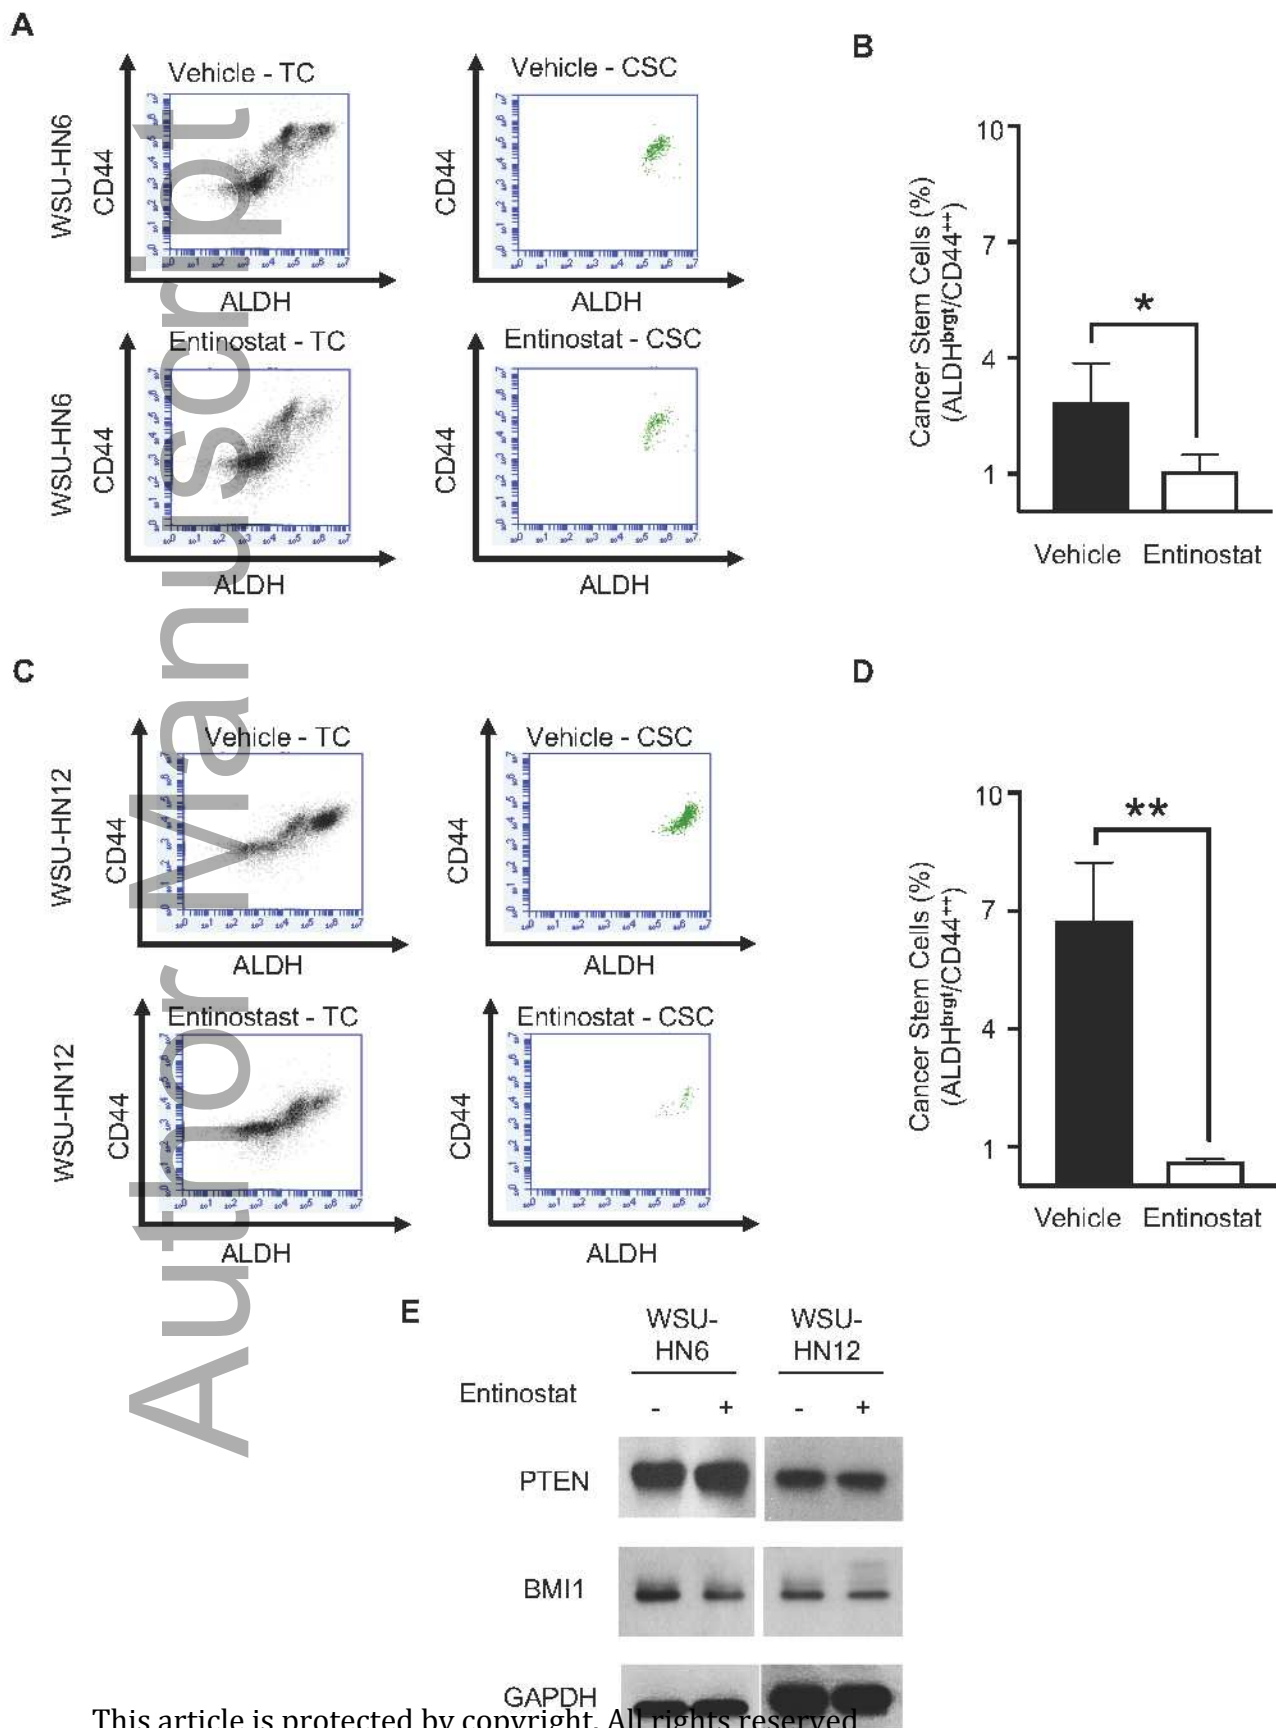 A
Vehicle - TC
Vehicle - CSC
WSU-HN6
CD44
CD44
ALDH
ALDH
Entinostat - TC
Entinostat - CSC
WSU-HN6
CD44
CD44
ALDH
ALDH
B
Cancer Stem Cells (%)
(ALDHbrgt/CD44++)
10
7
4
1
*
Vehicle Entinostat
C
Vehicle - TC
Vehicle - CSC
WSU-HN12
CD44
CD44
ALDH
ALDH
Entinostast - TC
Entinostat - CSC
WSU-HN12
CD44
CD44
ALDH
ALDH
D
Cancer Stem Cells (%)
(ALDHbrgt/CD44++)
10
7
4
1
**
Vehicle Entinostat
E
WSU-
HN6
WSU-
HN12
Entinostat
- + - +
PTEN
BMI1
GAPDH
Author Manuscript
This article is protected by copyright. All rights reserved